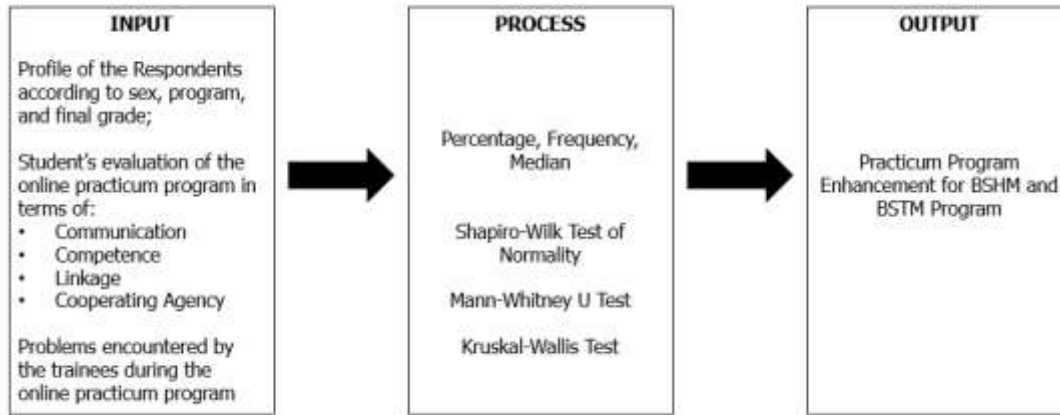 INPUT
Profile of the Respondents
according to sex, program,
and final grade;
Student's evaluation of the
online practicum program in
terms of:
• Communication
• Competence
• Linkage
• Cooperating Agency
Problems encountered by
the trainees during the
online practicum program
PROCESS
Percentage, Frequency,
Median
Shapiro-Wilk Test of
Normality
Mann-Whitney U Test
Kruskal-Wallis Test
OUTPUT
Practicum Program
Enhancement for BSHM and
BSTM Program